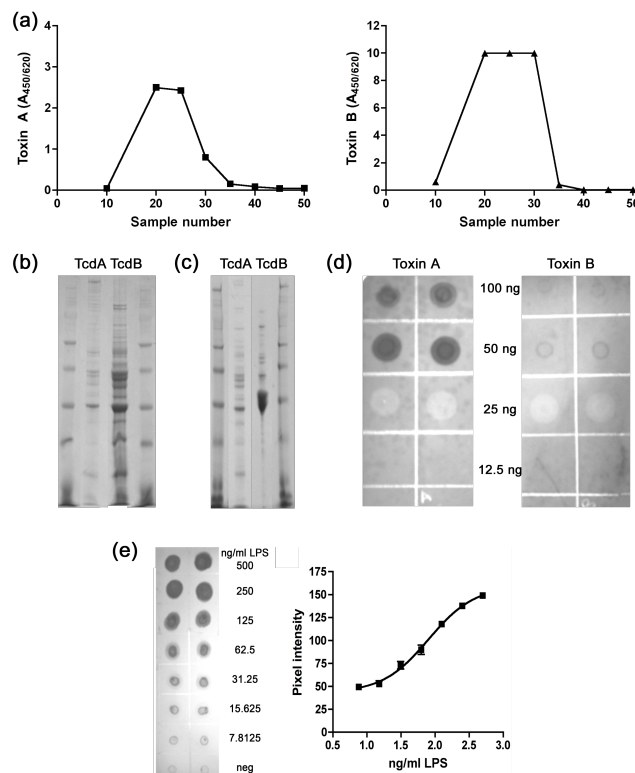 (a)
Toxin A (A450/620)
4
3
2
1
0
0 10 20 30 40 50
Sample number
Toxin B (A450/620)
12
10
8
6
4
2
0
0 10 20 30 40 50
Sample number
(b)
TcdA TcdB
(c)
TcdA TcdB
(d)
Toxin A
Toxin B
100 ng
50 ng
25 ng
12.5 ng
(e)
ng/ml LPS
500
250
125
62.5
31.25
15.625
7.8125
neg
Pixel intensity
175
150
125
100
75
50
25
0
0.5 1.0 1.5 2.0 2.5 3.0
ng/ml LPS